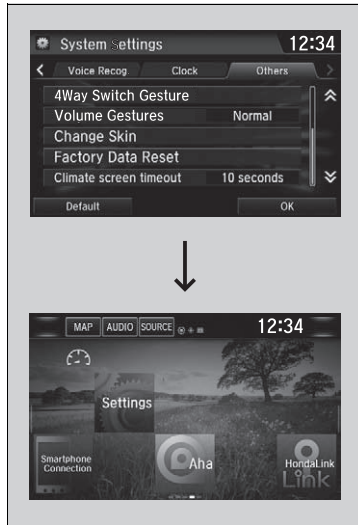 System Settings 12:34
Voice Recog. Clock Others
4Way Switch Gesture
Volume Gestures Normal
Change Skin
Factory Data Reset
Climate screen timeout 10 seconds
Default OK
MAP AUDIO SOURCE 12:34
Settings
Smartphone
Connection
Aha
HondaLink
Link